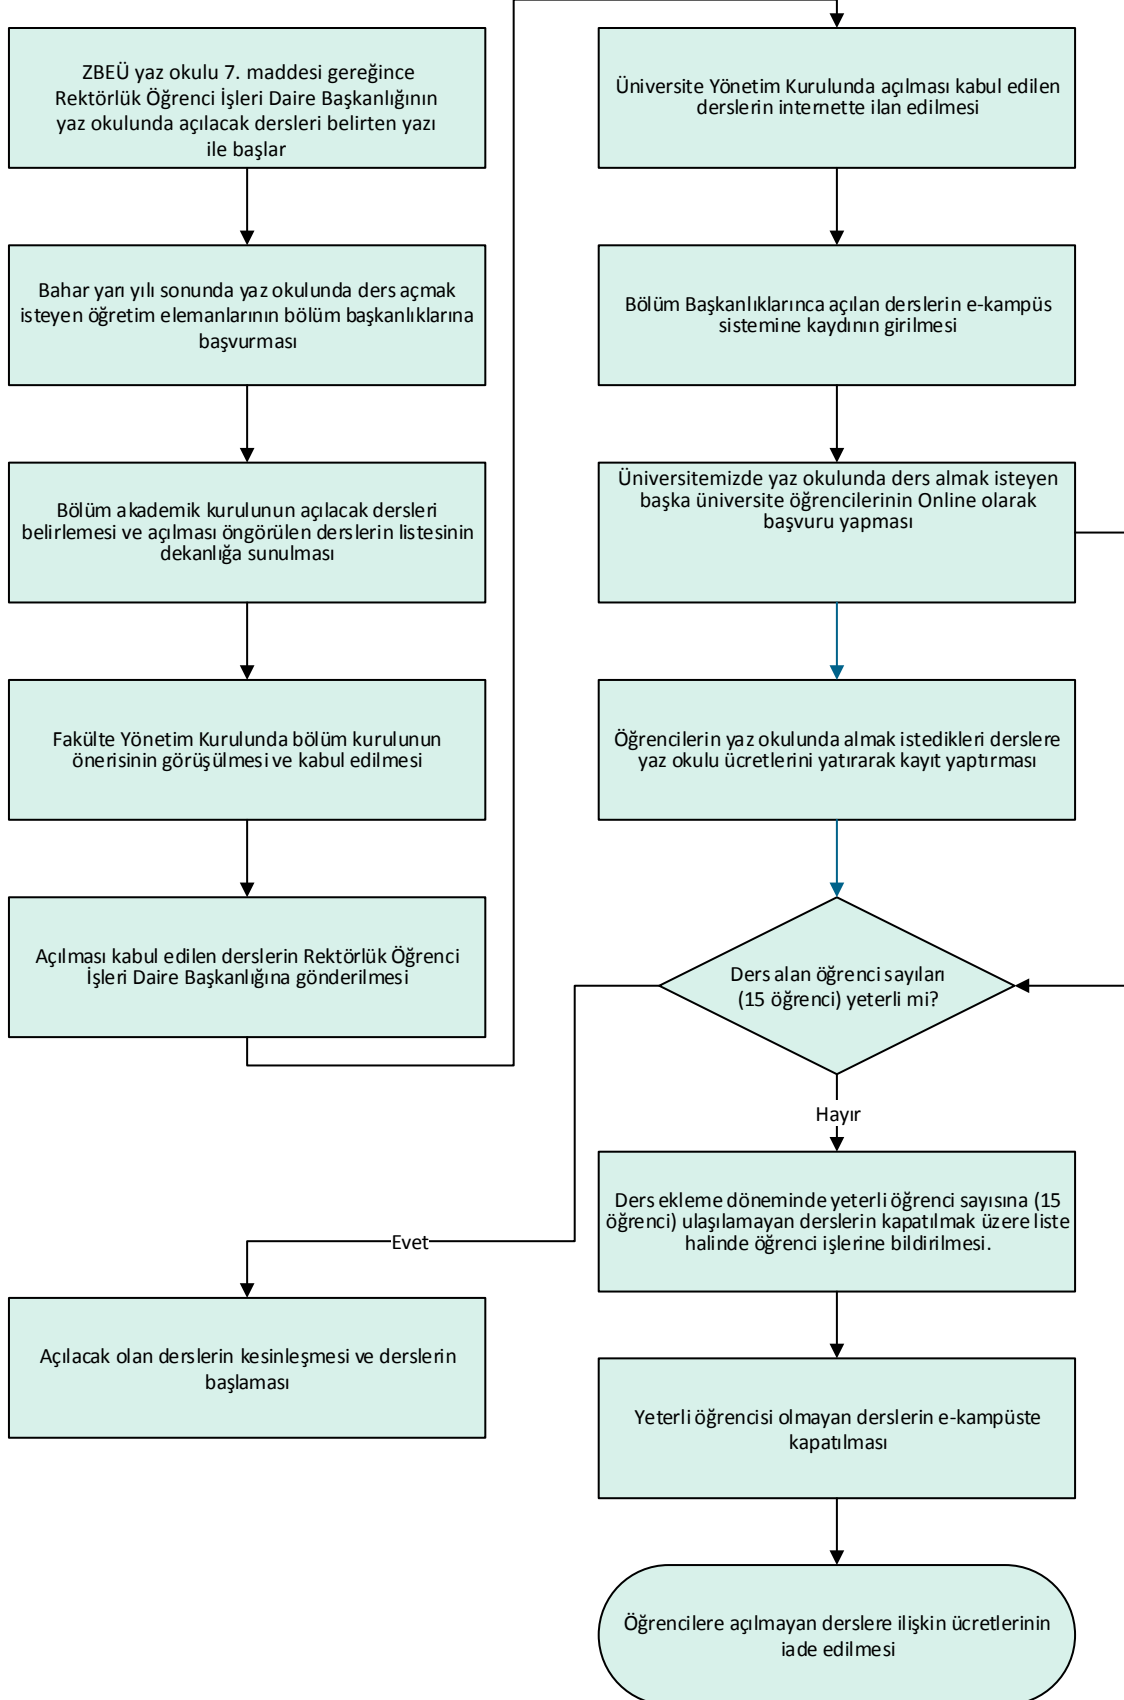 ZBEÜ yaz okulu 7. maddesi gereğince
Rektörlük Öğrenci İşleri Daire Başkanlığının
yaz okulunda açılacak dersleri belirten yazı
ile başlar
Bahar yarı yılı sonunda yaz okulunda ders açmak
isteyen öğretim elemanlarının bölüm başkanlıklarına
başvurması
Bölüm akademik kurulunun açılacak dersleri
belirlemesi ve açılması öngörülen derslerin listesinin
dekanlığa sunulması
Fakülte Yönetim Kurulunda bölüm kurulunun
önerisinin görüşülmesi ve kabul edilmesi
Açılması kabul edilen derslerin Rektörlük Öğrenci
İşleri Daire Başkanlığına gönderilmesi
Üniversite Yönetim Kurulunda açılması kabul edilen
derslerin internette ilan edilmesi
Bölüm Başkanlıklarınca açılan derslerin e-kampüs
sistemine kaydının girilmesi
Üniversitemizde yaz okulunda ders almak isteyen
başka üniversite öğrencilerinin Online olarak
başvuru yapması
Öğrencilerin yaz okulunda almak istedikleri derslere
yaz okulu ücretlerini yatırarak kayıt yaptırması
Ders alan öğrenci sayıları
(15 öğrenci) yeterli mi?
Hayır
Ders ekleme döneminde yeterli öğrenci sayısına (15
öğrenci) ulaşılamayan derslerin kapatılmak üzere liste
halinde öğrenci işlerine bildirilmesi.
Evet
Açılacak olan derslerin kesinleşmesi ve derslerin
başlaması
Yeterli öğrencisi olmayan derslerin e-kampüste
kapatılması
Öğrencilere açılmayan derslere ilişkin ücretlerinin
iade edilmesi